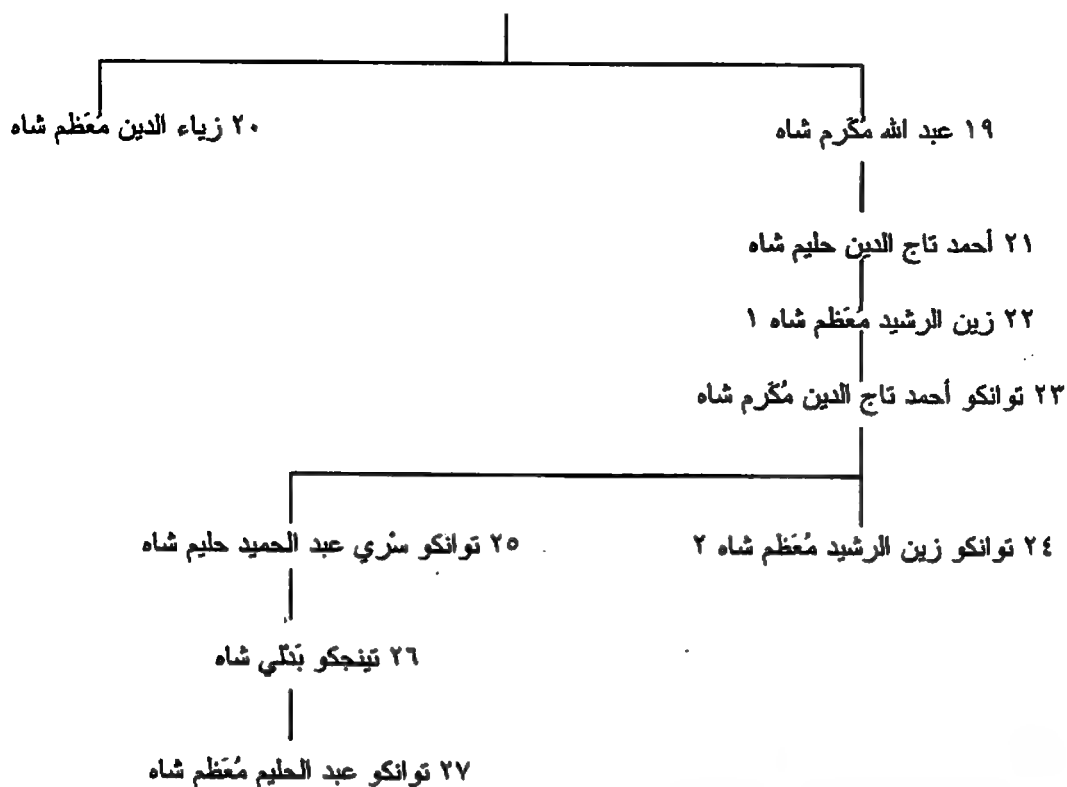 ١٩ عبد الله مُكَرم شاه
٢٠ زياء الدين مُعَظم شاه
٢١ أحمد تاج الدين حليم شاه
٢٢ زين الرشيد مُعَظم شاه ١
٢٣ توانكو أحمد تاج الدين مُكَرم شاه
٢٤ توانكو زين الرشيد مُعَظم شاه ٢
٢٥ توانكو سْري عبد الحميد حليم شاه
٢٦ تينجكو بَدلي شاه
٢٧ توانكو عبد الحليم مُعَظم شاه